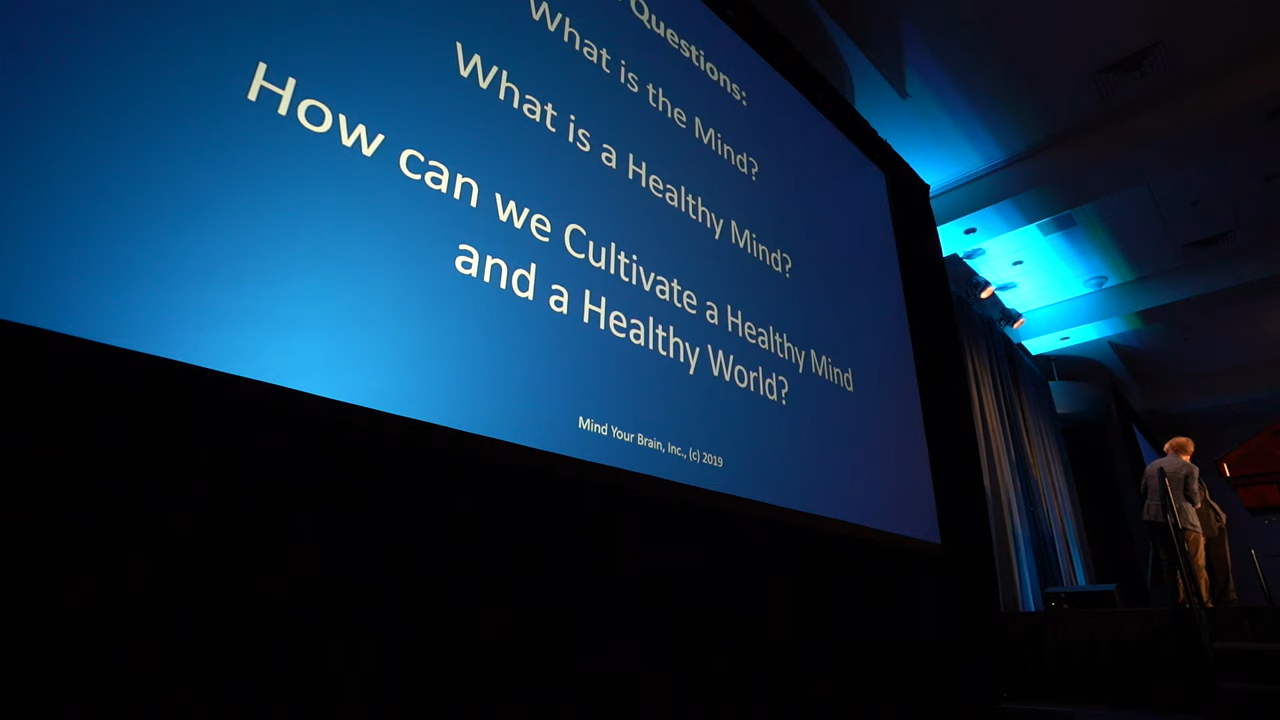 Questions:
What is the Mind?
What is a Healthy Mind?
How can we Cultivate a Healthy Mind
and a Healthy World?
Mind Your Brain, Inc., (c) 2019